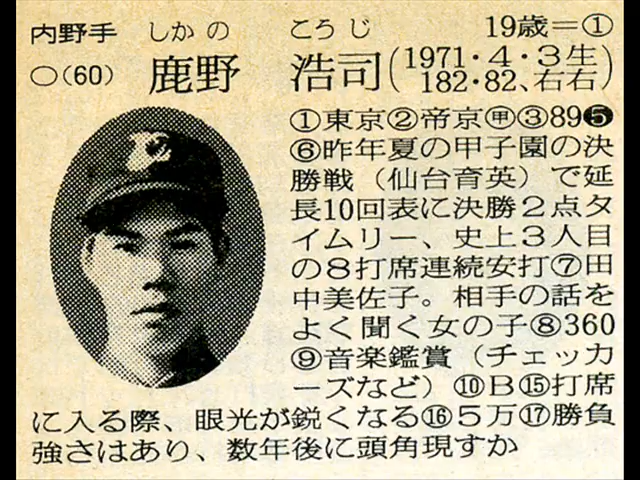 内野手 しかの こうじ 19歳=①
○(60) 鹿野 浩司 (1971・4・3生 182・82、右右)
①東京②帝京㊥③89❺
⑥昨年夏の甲子園の決
勝戦（仙台育英）で延
長10回表に決勝２点タ
イムリー、史上３人目
の８打席連続安打⑦田
中美佐子。相手の話を
よく聞く女の子⑧360
⑨音楽鑑賞（チェッカ
ーズなど）⑩Ｂ⑮打席
に入る際、眼光が鋭くなる⑯５万⑰勝負
強さはあり、数年後に頭角現すか